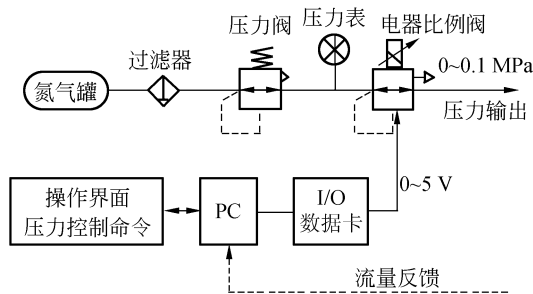 压力阀
压力表
电器比例阀
过滤器
0~0.1 MPa
氮气罐
压力输出
操作界面
压力控制命令
PC
I/O
数据卡
0~5 V
流量反馈